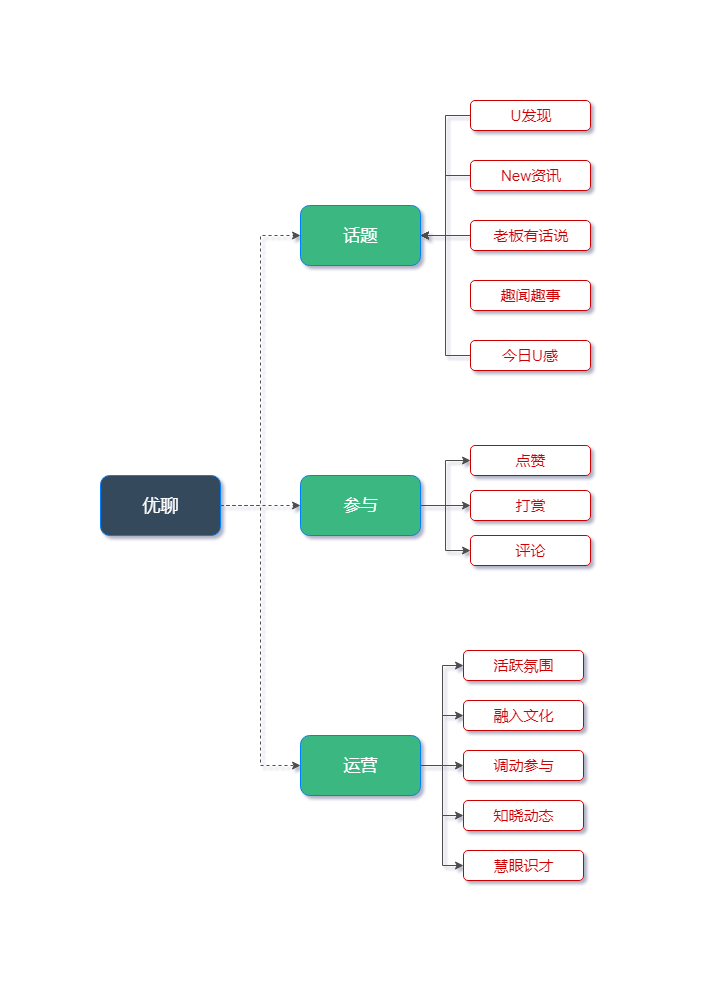 优聊
话题
U发现
New资讯
老板有话说
趣闻趣事
今日U感
参与
点赞
打赏
评论
运营
活跃氛围
融入文化
调动参与
知晓动态
慧眼识才